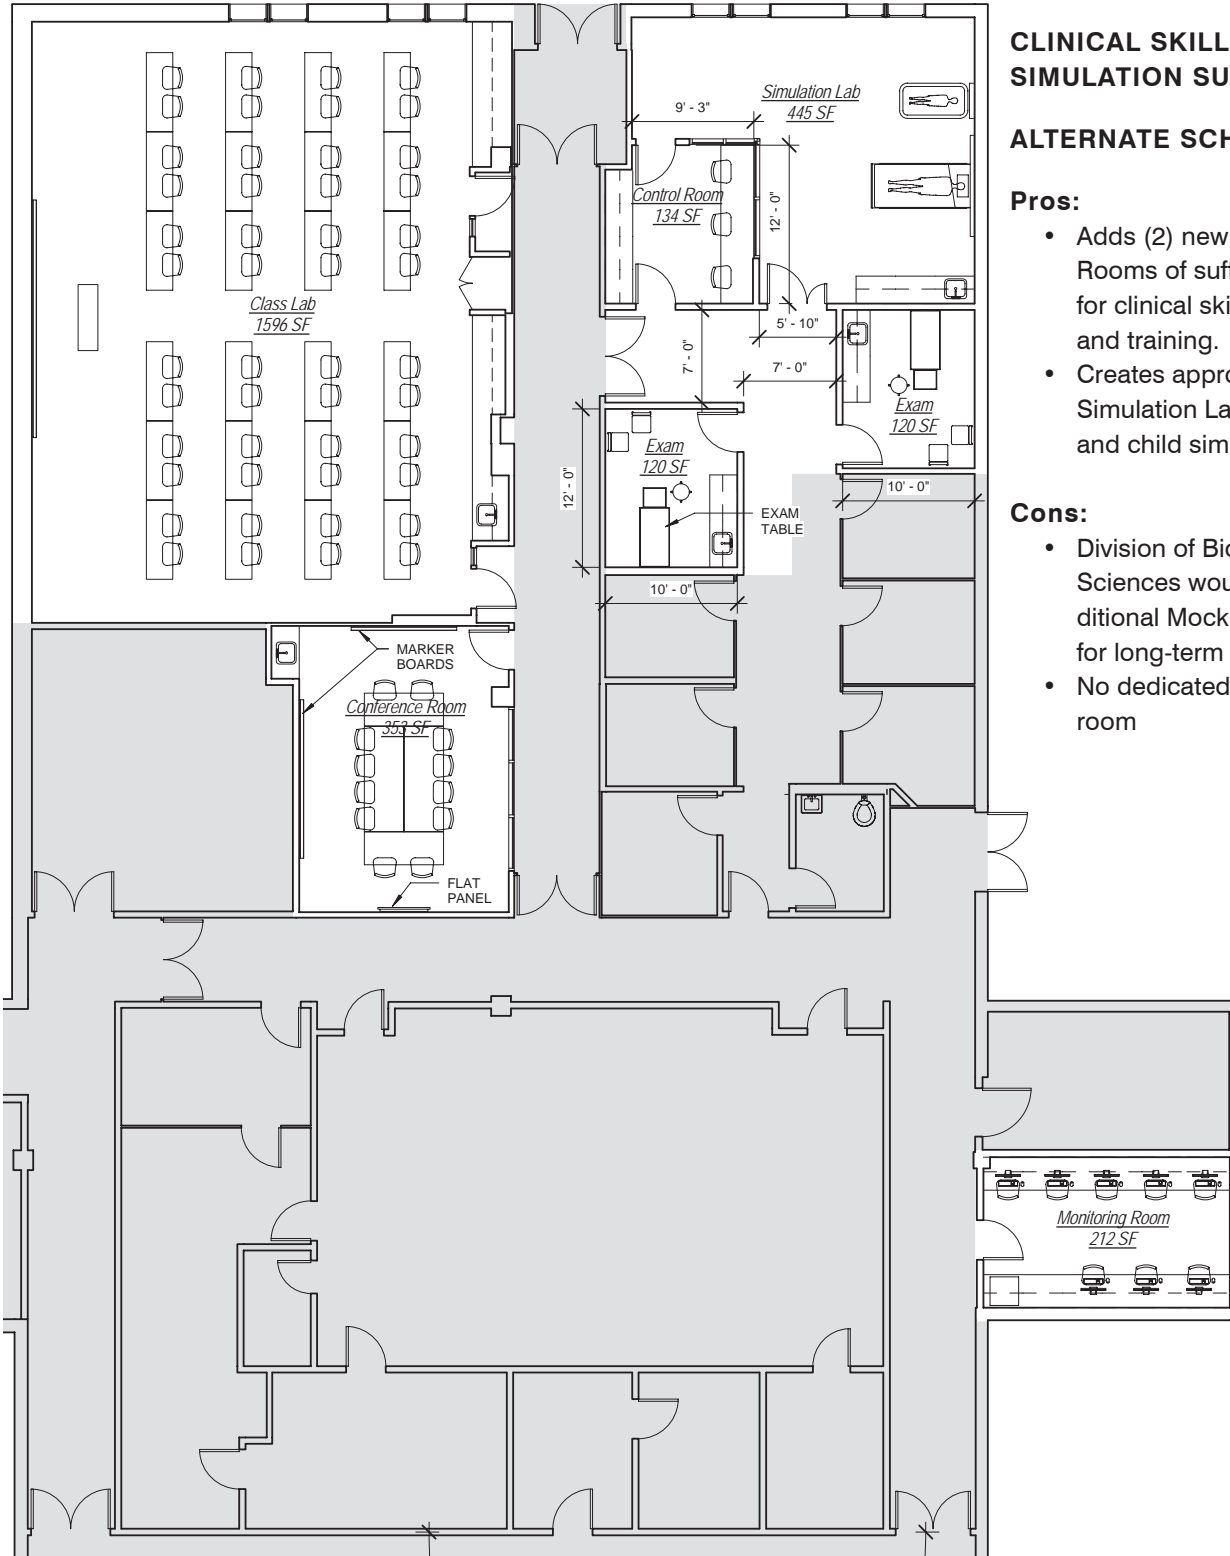 CLINICAL SKILL
SIMULATION SU
ALTERNATE SCH
Pros:
• Adds (2) new
Rooms of suff
for clinical ski
and training.
• Creates appro
Simulation La
and child sim
Cons:
• Division of Bio
Sciences wou
ditional Mock
for long-term
• No dedicated
room
Simulation Lab
445 SF
9' - 3"
Control Room
134 SF
12' - 0"
Class Lab
1596 SF
5' - 10"
7' - 0"
7' - 0"
Exam
120 SF
Exam
120 SF
12' - 0"
10' - 0"
EXAM
TABLE
10' - 0"
MARKER
BOARDS
Conference Room
353 SF
FLAT
PANEL
Monitoring Room
212 SF